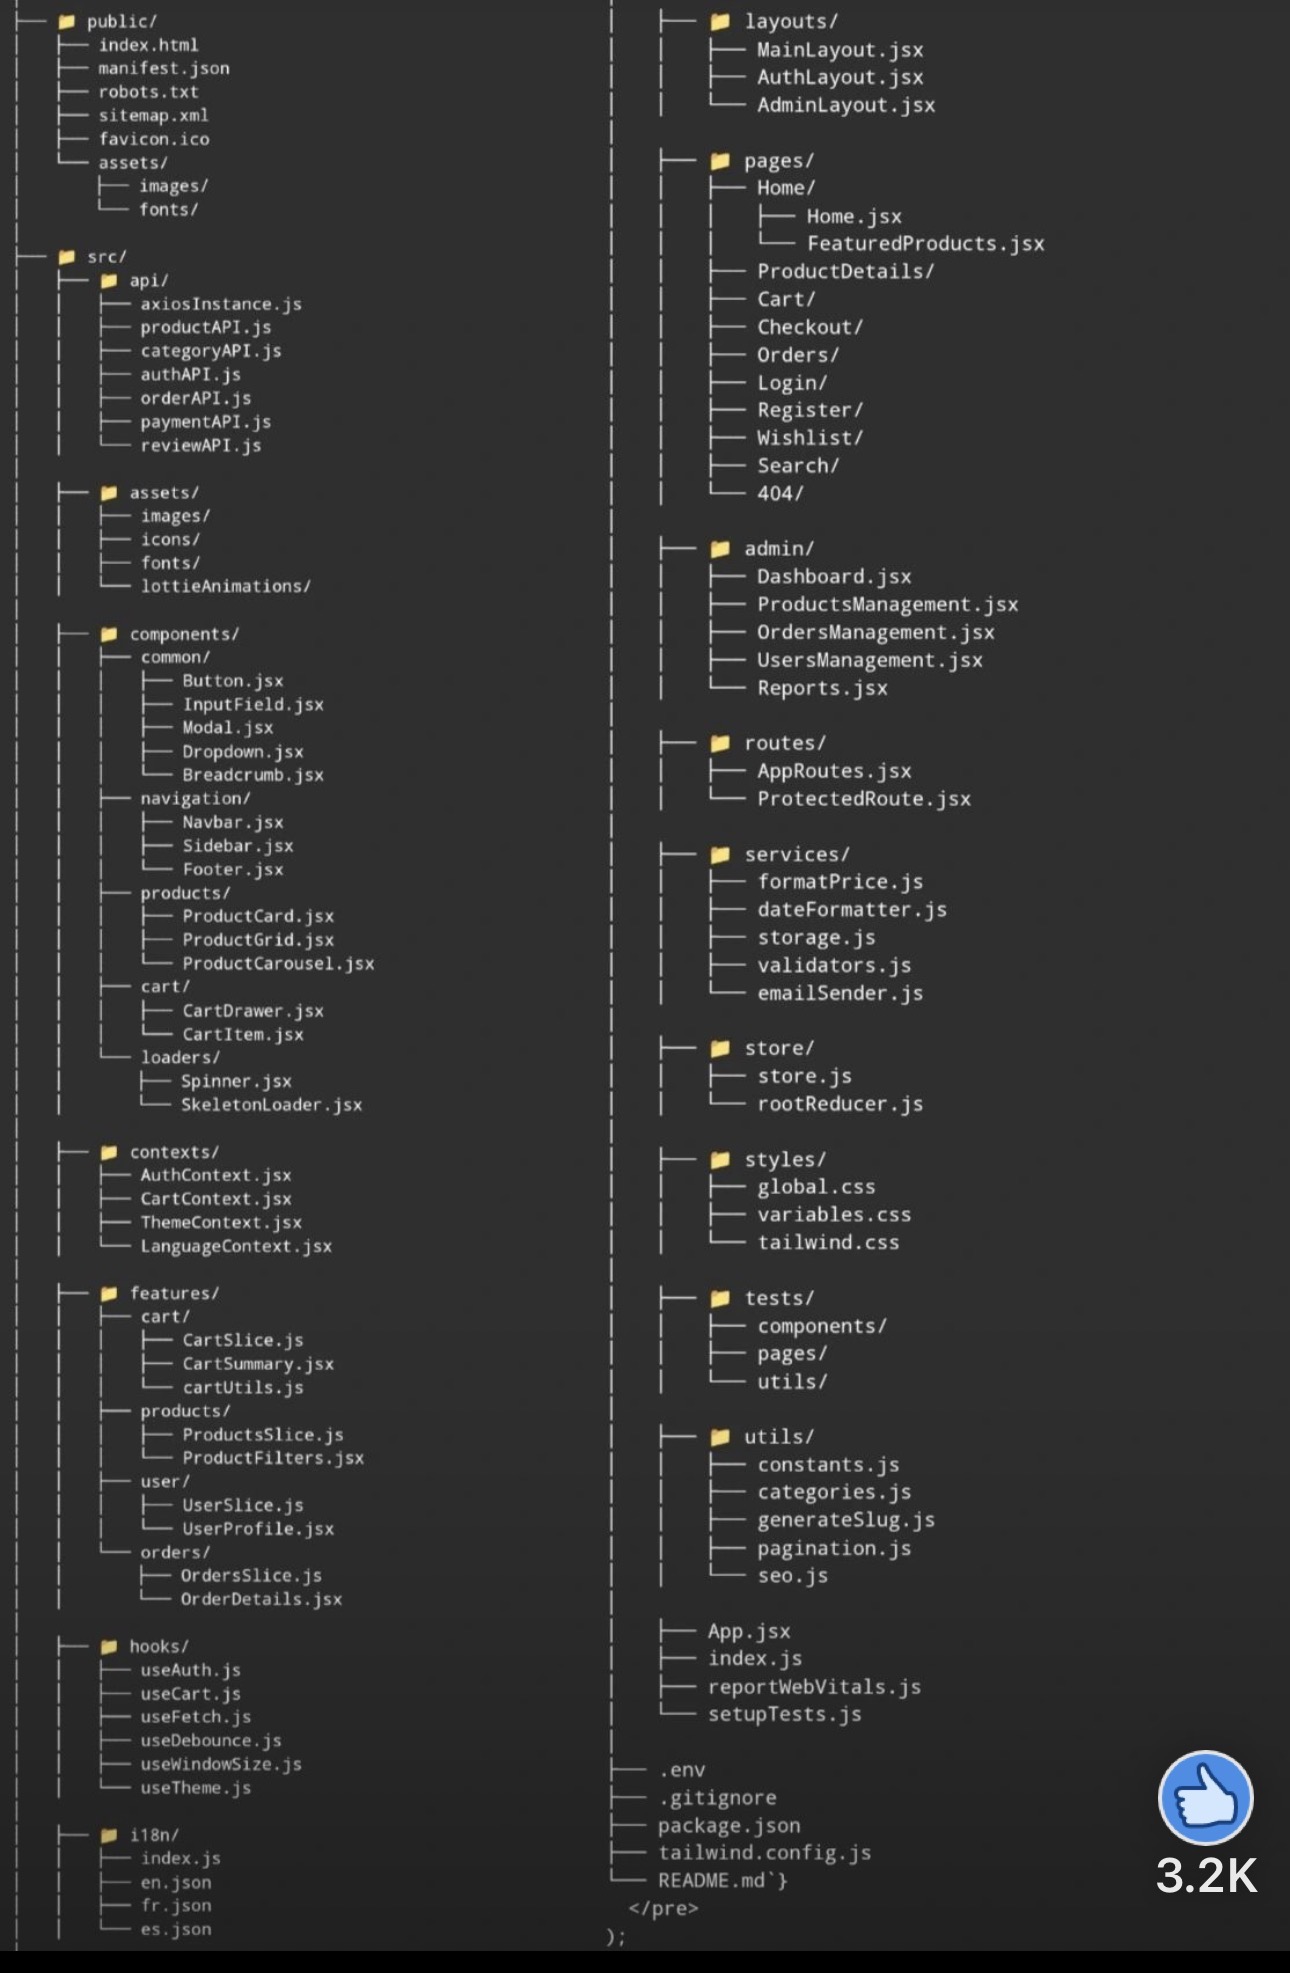 ├── 📁 public/
│   ├── index.html
│   ├── manifest.json
│   ├── robots.txt
│   ├── sitemap.xml
│   ├── favicon.ico
│   └── assets/
│       ├── images/
│       └── fonts/
│
├── 📁 src/
│   ├── 📁 api/
│   │   ├── axiosInstance.js
│   │   ├── productAPI.js
│   │   ├── categoryAPI.js
│   │   ├── authAPI.js
│   │   ├── orderAPI.js
│   │   ├── paymentAPI.js
│   │   └── reviewAPI.js
│
│   ├── 📁 assets/
│   │   ├── images/
│   │   ├── icons/
│   │   ├── fonts/
│   │   └── lottieAnimations/
│
│   ├── 📁 components/
│   │   ├── common/
│   │   │   ├── Button.jsx
│   │   │   ├── InputField.jsx
│   │   │   ├── Modal.jsx
│   │   │   ├── Dropdown.jsx
│   │   │   └── Breadcrumb.jsx
│   │   ├── navigation/
│   │   │   ├── Navbar.jsx
│   │   │   ├── Sidebar.jsx
│   │   │   └── Footer.jsx
│   │   ├── products/
│   │   │   ├── ProductCard.jsx
│   │   │   ├── ProductGrid.jsx
│   │   │   └── ProductCarousel.jsx
│   │   ├── cart/
│   │   │   ├── CartDrawer.jsx
│   │   │   └── CartItem.jsx
│   │   └── loaders/
│   │       ├── Spinner.jsx
│   │       └── SkeletonLoader.jsx
│
│   ├── 📁 contexts/
│   │   ├── AuthContext.jsx
│   │   ├── CartContext.jsx
│   │   ├── ThemeContext.jsx
│   │   └── LanguageContext.jsx
│
│   ├── 📁 features/
│   │   ├── cart/
│   │   │   ├── CartSlice.js
│   │   │   ├── CartSummary.jsx
│   │   │   └── cartUtils.js
│   │   ├── products/
│   │   │   ├── ProductsSlice.js
│   │   │   └── ProductFilters.jsx
│   │   ├── user/
│   │   │   ├── UserSlice.js
│   │   │   └── UserProfile.jsx
│   │   └── orders/
│   │       ├── OrdersSlice.js
│   │       └── OrderDetails.jsx
│
│   ├── 📁 hooks/
│   │   ├── useAuth.js
│   │   ├── useCart.js
│   │   ├── useFetch.js
│   │   ├── useDebounce.js
│   │   ├── useWindowSize.js
│   │   └── useTheme.js
│
│   ├── 📁 i18n/
│   │   ├── index.js
│   │   ├── en.json
│   │   ├── fr.json
│   │   └── es.json
│   ├── 📁 layouts/
│   │   ├── MainLayout.jsx
│   │   ├── AuthLayout.jsx
│   │   └── AdminLayout.jsx
│
│   ├── 📁 pages/
│   │   ├── Home/
│   │   │   ├── Home.jsx
│   │   │   └── FeaturedProducts.jsx
│   │   ├── ProductDetails/
│   │   ├── Cart/
│   │   ├── Checkout/
│   │   ├── Orders/
│   │   ├── Login/
│   │   ├── Register/
│   │   ├── Wishlist/
│   │   ├── Search/
│   │   └── 404/
│
│   ├── 📁 admin/
│   │   ├── Dashboard.jsx
│   │   ├── ProductsManagement.jsx
│   │   ├── OrdersManagement.jsx
│   │   ├── UsersManagement.jsx
│   │   └── Reports.jsx
│
│   ├── 📁 routes/
│   │   ├── AppRoutes.jsx
│   │   └── ProtectedRoute.jsx
│
│   ├── 📁 services/
│   │   ├── formatPrice.js
│   │   ├── dateFormatter.js
│   │   ├── storage.js
│   │   ├── validators.js
│   │   └── emailSender.js
│
│   ├── 📁 store/
│   │   ├── store.js
│   │   └── rootReducer.js
│
│   ├── 📁 styles/
│   │   ├── global.css
│   │   ├── variables.css
│   │   └── tailwind.css
│
│   ├── 📁 tests/
│   │   ├── components/
│   │   ├── pages/
│   │   └── utils/
│
│   ├── 📁 utils/
│   │   ├── constants.js
│   │   ├── categories.js
│   │   ├── generateSlug.js
│   │   ├── pagination.js
│   │   └── seo.js
│
│   ├── App.jsx
│   ├── index.js
│   ├── reportWebVitals.js
│   └── setupTests.js
│
├── .env
├── .gitignore
├── package.json
├── tailwind.config.js
└── README.md`}
</pre>
);
3.2K